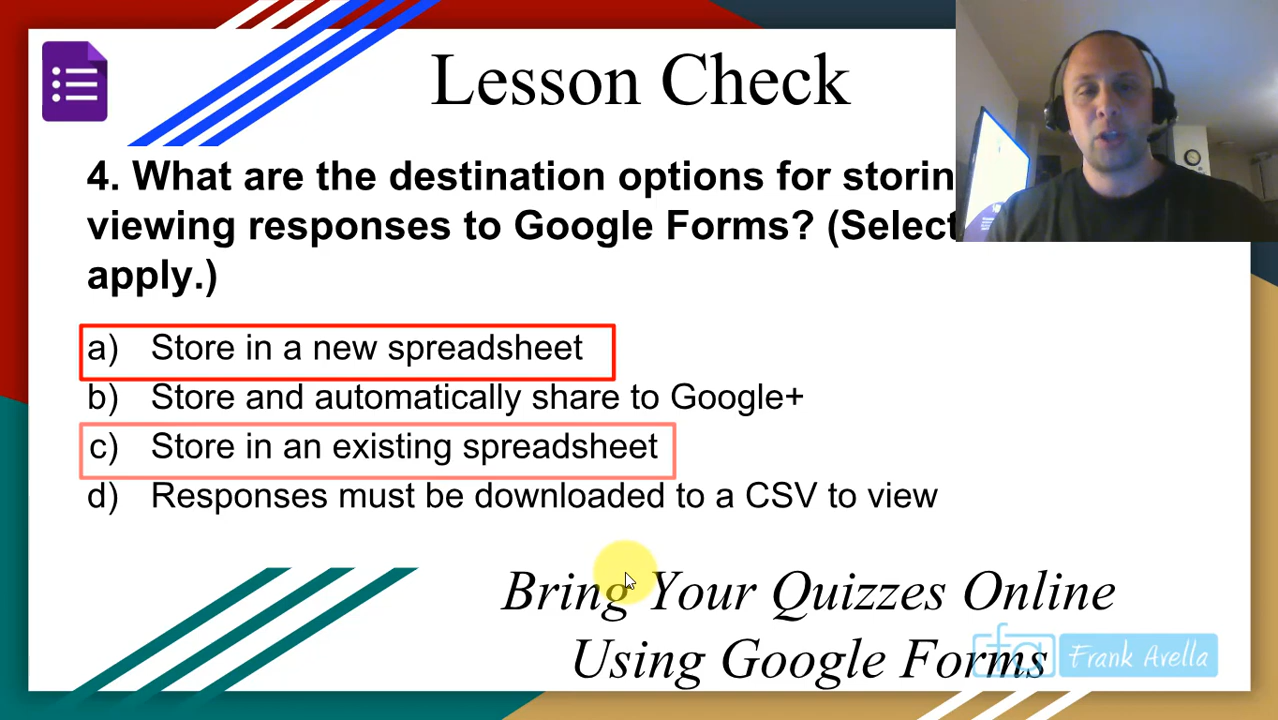 Lesson Check
4. What are the destination options for storin
viewing responses to Google Forms? (Select
apply.)
a) Store in a new spreadsheet
b) Store and automatically share to Google+
c) Store in an existing spreadsheet
d) Responses must be downloaded to a CSV to view
Bring Your Quizzes Online
Using Google Forms
fa Frank Avella